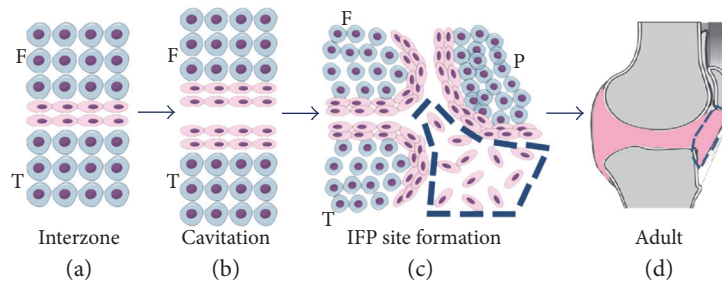 F
T
Interzone
(a)
F
T
Cavitation
(b)
F
P
T
IFP site formation
(c)
Adult
(d)